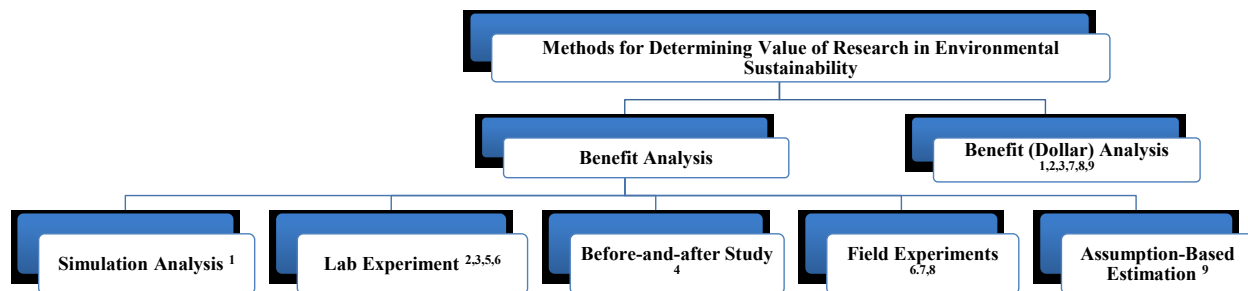 Methods for Determining Value of Research in Environmental
Sustainability
Benefit Analysis
Benefit (Dollar) Analysis
1,2,3,7,8,9
Simulation Analysis 1
Lab Experiment 2,3,5,6
Before-and-after Study
4
Field Experiments
6.7,8
Assumption-Based
Estimation 9